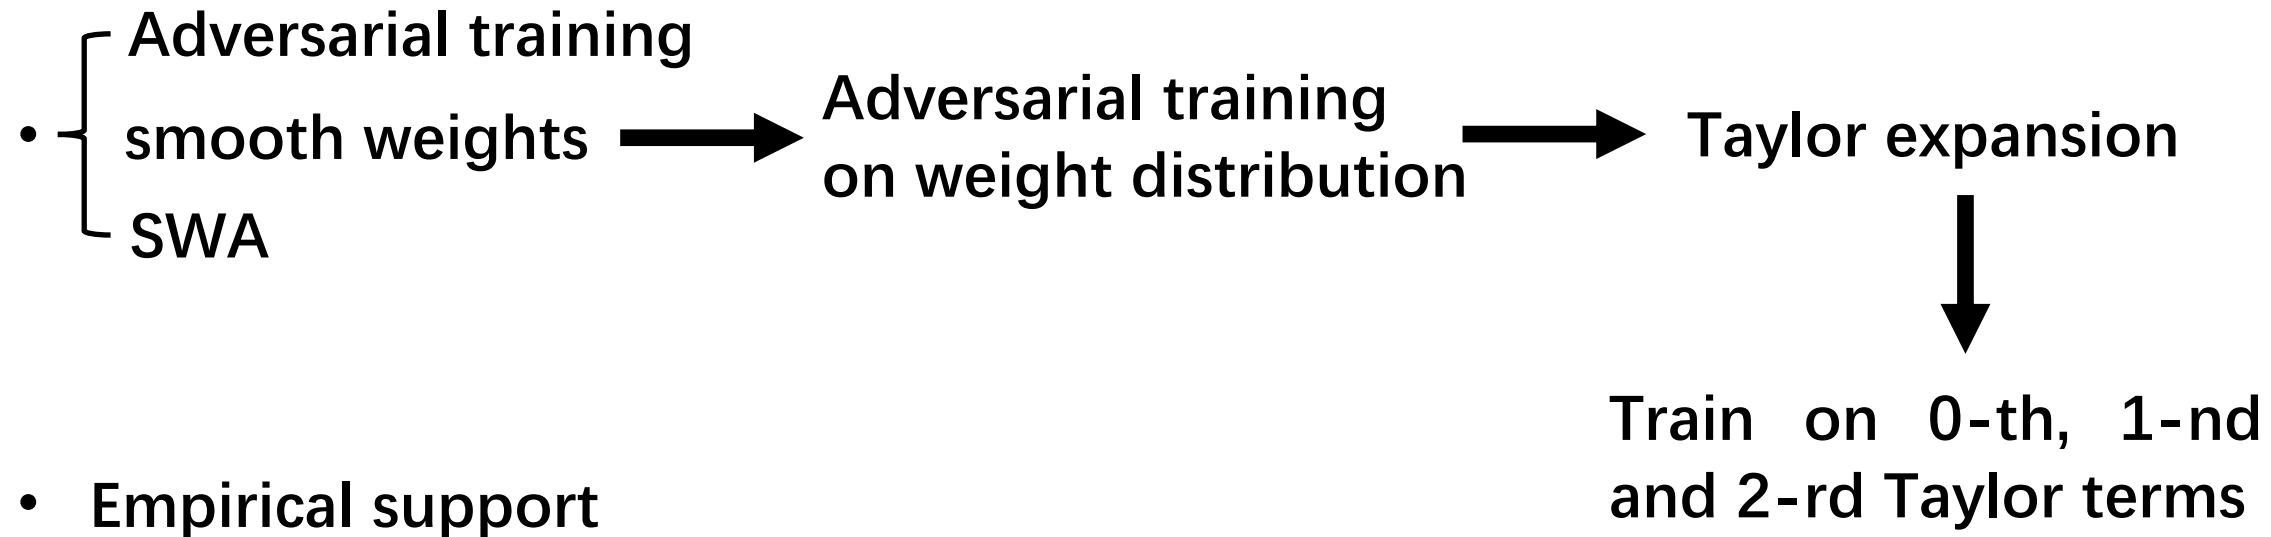 Adversarial training
• smooth weights
SWA
Adversarial training
on weight distribution
Taylor expansion
Train on 0-th, 1-nd
and 2-rd Taylor terms
• Empirical support